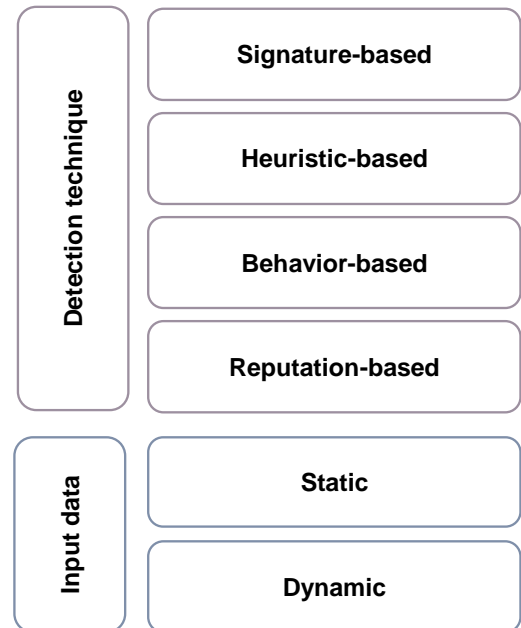 Detection technique
Signature-based
Heuristic-based
Behavior-based
Reputation-based
Input data
Static
Dynamic